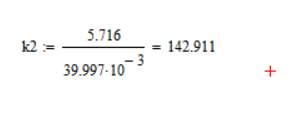 k2 := 5.716 / 39.997·10^-3 = 142.911